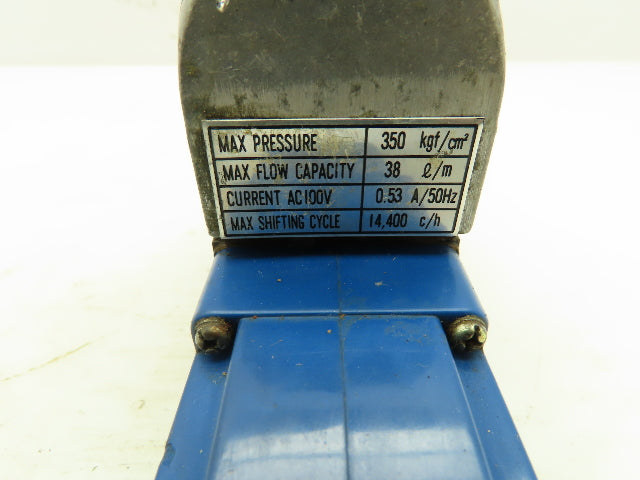 MAX PRESSURE 350 kgf/cm²
MAX FLOW CAPACITY 38 ℓ/m
CURRENT AC100V 0.53 A/50Hz
MAX SHIFTING CYCLE 14,400 c/h